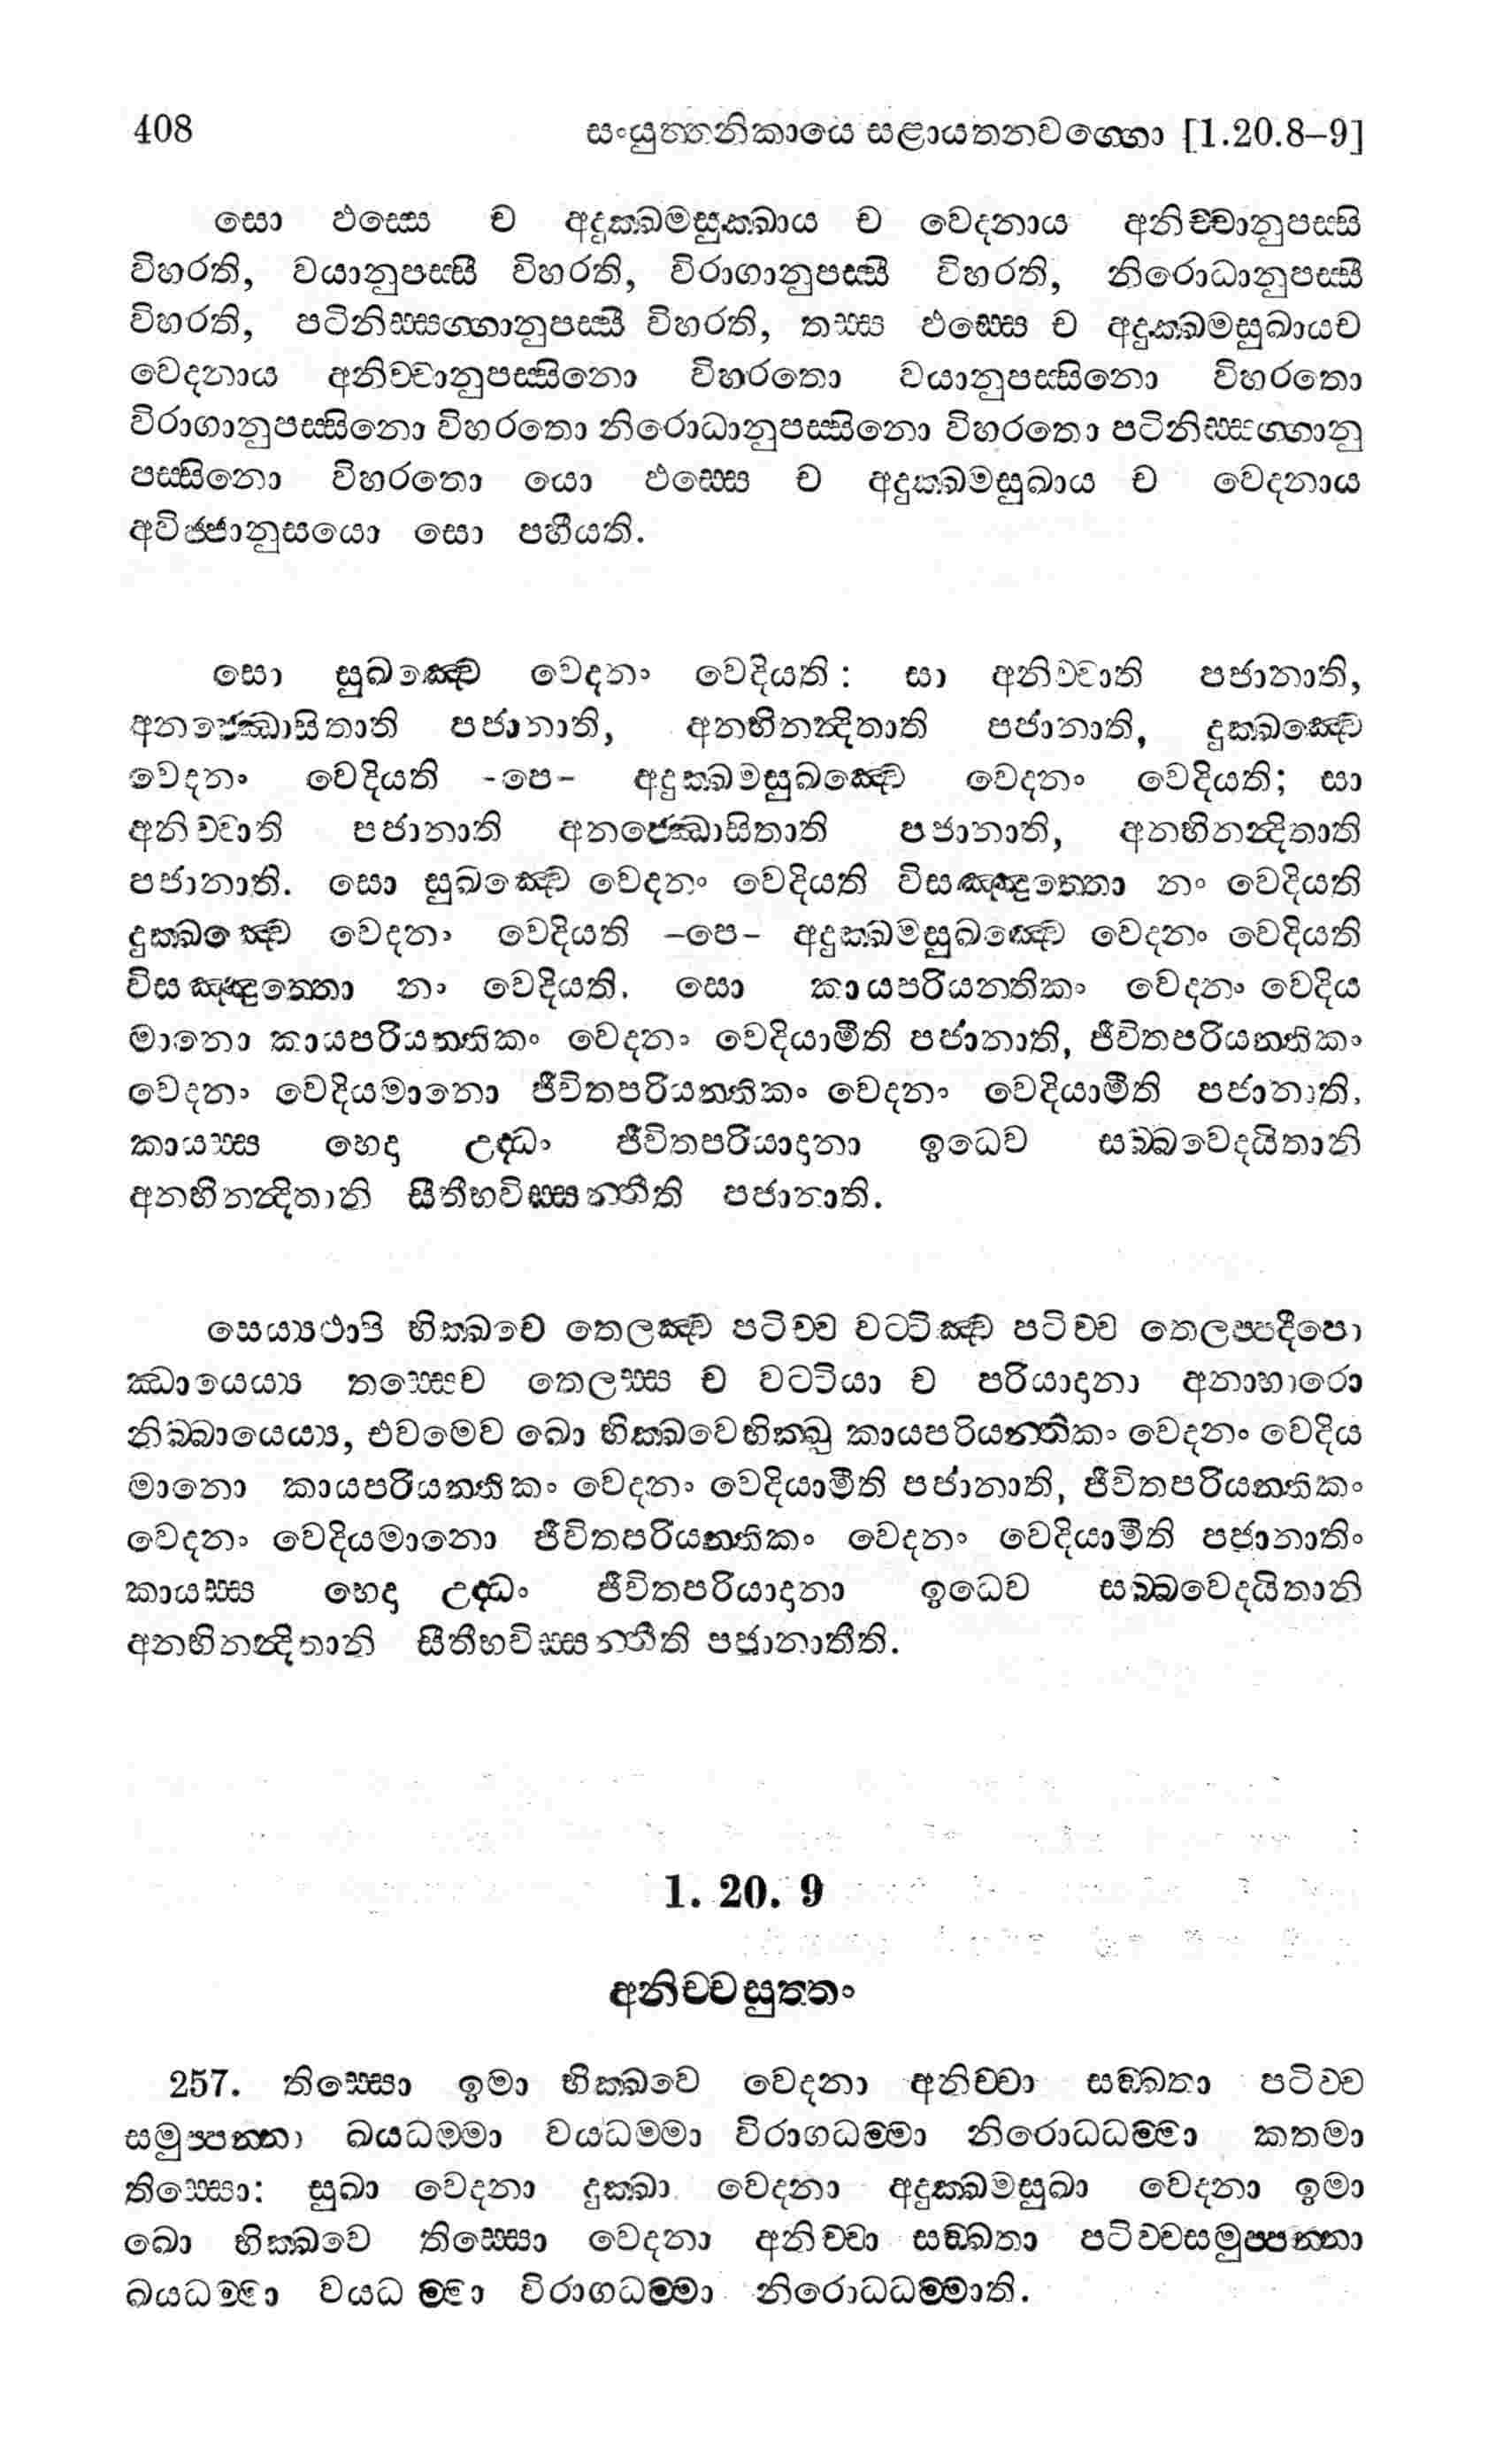 408 සංයුත්තනිකායෙ සළායතනවග්ගො [1.20.8–9]
සො ඵස්සෙ ච අදුක්ඛමසුක්ඛාය ච වෙදනාය අනිච්චානුපස්සි
විහරති, වයානුපස්සී විහරති, විරාගානුපස්සී විහරති, නිරොධානුපස්සී
විහරති, පටිනිස්සග්ගානුපස්සී විහරති, තස්ස ඵස්සෙ ච අදුක්ඛමසුඛායච
වෙදනාය අනිච්චානුපස්සිනො විහරතො වයානුපස්සිනො විහරතො
විරාගානුපස්සිනො විහරතො නිරොධානුපස්සිනො විහරතො පටිනිස්සග්ගානු
පස්සිනො විහරතො යො ඵස්සෙ ච අදුක්ඛමසුඛාය ච වෙදනාය
අවිජ්ජානුසයො සො පහීයති.
සො සුඛඤ්චෙ වෙදනං වෙදියති: සා අනිච්චාති පජානාති,
අනජ්ඣොසිතාති පජානාති, අනභිනන්දිතාති පජානාති, දුක්ඛඤ්චෙ
වෙදනං වෙදියති -පෙ- අදුක්ඛමසුඛඤ්චෙ වෙදනං වෙදියති; සා
අනිච්චාති පජානාති අනජ්ඣොසිතාති පජානාති, අනභිනන්දිතාති
පජානාති. සො සුඛඤ්චෙ වෙදනං වෙදියති විසඤ්ඤුත්තො නං වෙදියති
දුක්ඛඤ්චෙ වෙදනං වෙදියති –පෙ– අදුක්ඛමසුඛඤ්චෙ වෙදනං වෙදියති
විසඤ්ඤුත්තො නං වෙදියති. සො කායපරියන්තිකං වෙදනං වෙදිය
මානො කායපරියන්තිකං වෙදනං වෙදියාමීති පජානාති, ජීවිතපරියන්තිකං
වෙදනං වෙදියමානො ජීවිතපරියන්තිකං වෙදනං වෙදියාමීති පජානාති.
කායස්ස භෙදා උද්ධං ජීවිතපරියාදානා ඉධෙව සබ්බවෙදයිතානි
අනභිනන්දිතානි සීතීභවිස්සන්තීති පජානාති.
සෙය්‍යථාපි භික්ඛවෙ තෙලඤ්ච පටිච්ච වට්ටිඤ්ච පටිච්ච තෙලප්පදීපො
ඣායෙය්‍ය තස්සෙව තෙලස්ස ච වට්ටියා ච පරියාදානා අනාහාරො
නිබ්බායෙය්‍ය, එවමෙව ඛො භික්ඛවෙභික්ඛු කායපරියන්තිකං වෙදනං වෙදිය
මානො කායපරියන්තිකං වෙදනං වෙදියාමීති පජානාති, ජීවිතපරියන්තිකං
වෙදනං වෙදියමානො ජීවිතපරියන්තිකං වෙදනං වෙදියාමීති පජානාතිං
කායස්ස භෙදා උද්ධං ජීවිතපරියාදානා ඉධෙව සබ්බවෙදයිතානි
අනභිනන්දිතානි සීතීභවිස්සන්තීති පජානාතීති.
1. 20. 9
අනිච්චසුත්තං
257. තිස්සො ඉමා භික්ඛවෙ වෙදනා අනිච්චා සඞ්ඛතා පටිච්ච
සමුප්පන්නා ඛයධම්මා වයධම්මා විරාගධම්මා නිරොධධම්මා කතමා
තිස්සො: සුඛා වෙදනා දුක්ඛා වෙදනා අදුක්ඛමසුඛා වෙදනා ඉමා
ඛො භික්ඛවෙ තිස්සො වෙදනා අනිච්චා සඞ්ඛතා පටිච්චසමුප්පන්නා
ඛයධම්මා වයධම්මා විරාගධම්මා නිරොධධම්මාති.